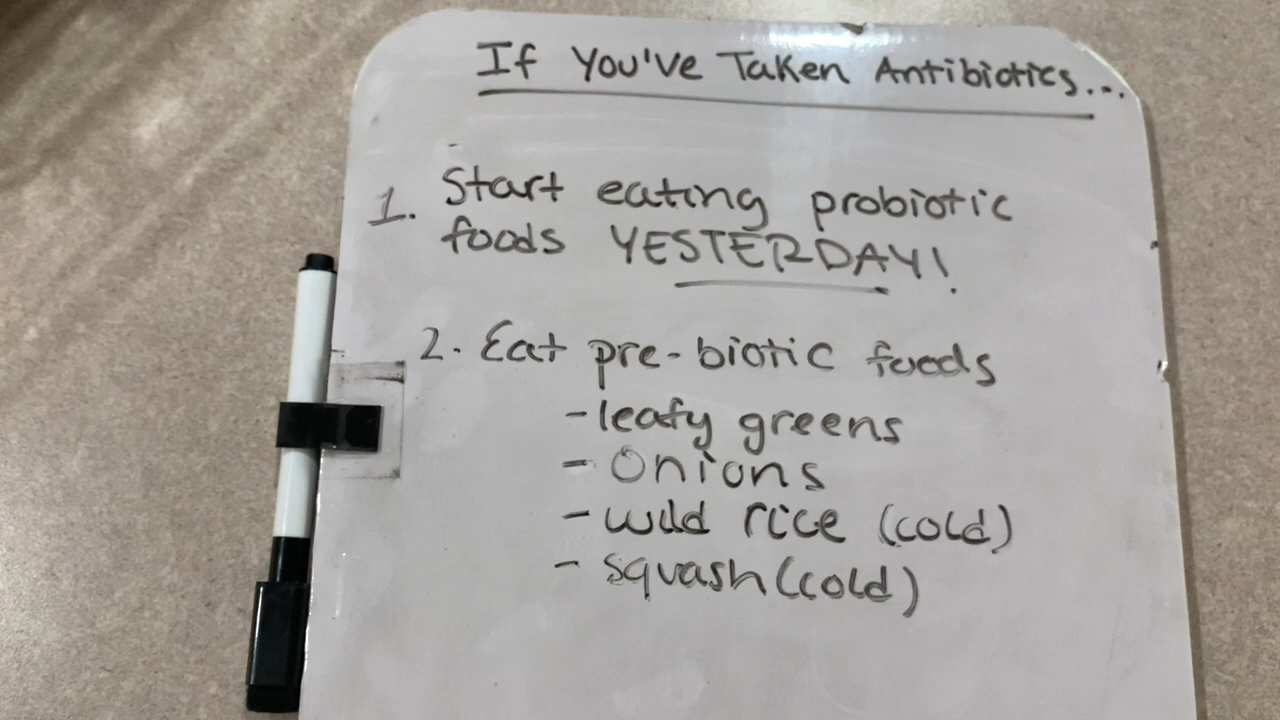 If You've Taken Antibiotics...
1. Start eating probiotic
foods YESTERDAY!
2. Eat pre-biotic foods
- leafy greens
- Onions
- wild rice (cold)
- squash (cold)